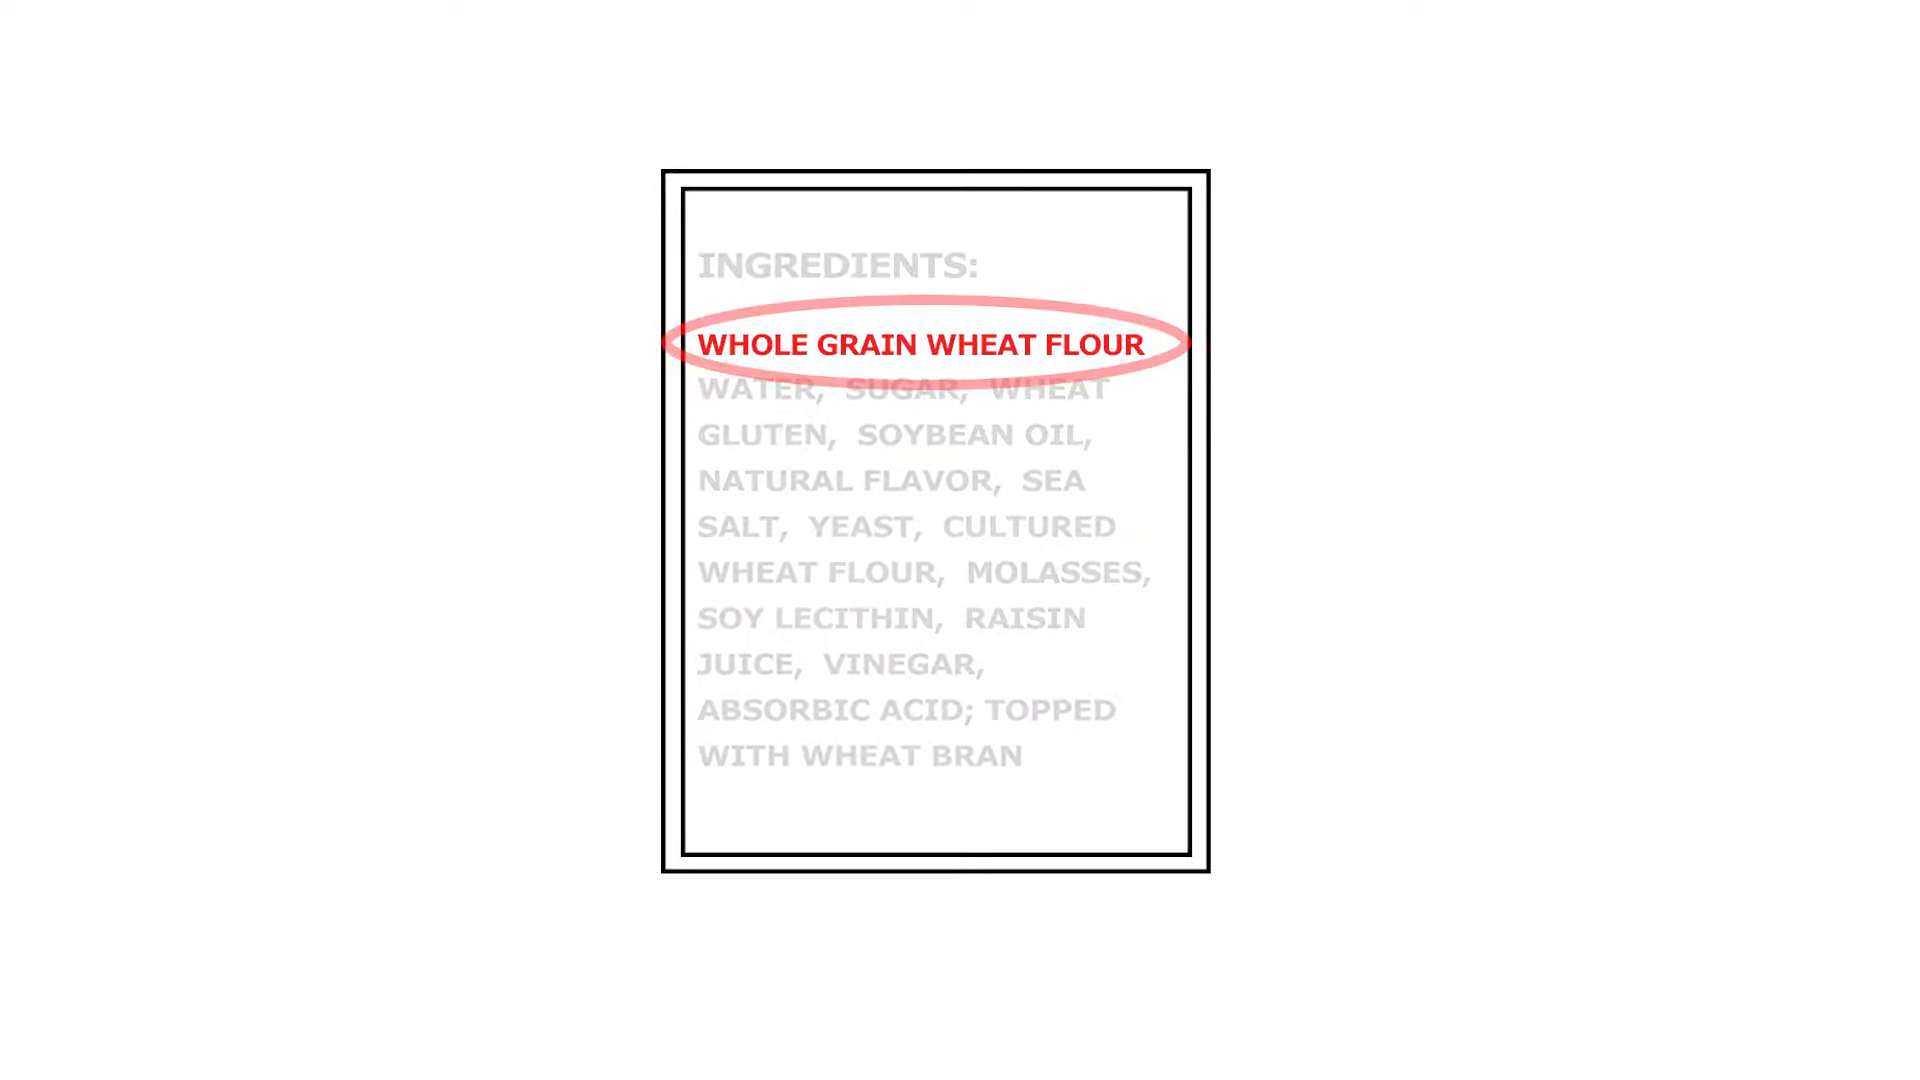 INGREDIENTS:
WHOLE GRAIN WHEAT FLOUR
WATER, SUGAR, WHEAT
GLUTEN, SOYBEAN OIL,
NATURAL FLAVOR, SEA
SALT, YEAST, CULTURED
WHEAT FLOUR, MOLASSES,
SOY LECITHIN, RAISIN
JUICE, VINEGAR,
ABSORBIC ACID; TOPPED
WITH WHEAT BRAN